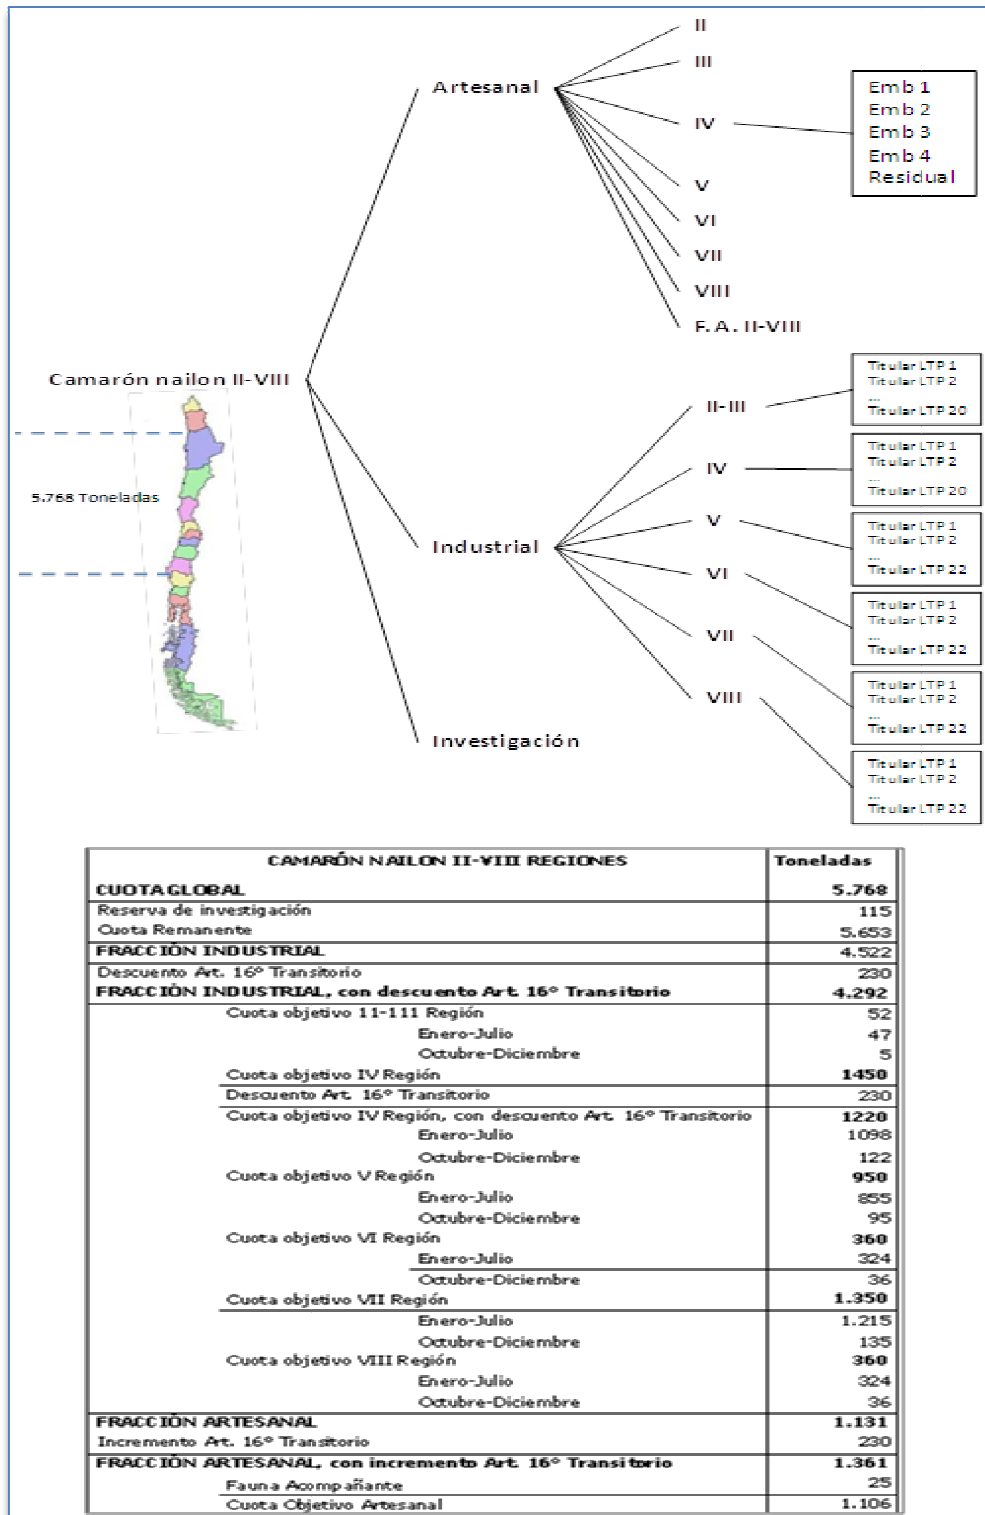 II
III
Artesanal
IV
V
VI
VII
VIII
F.A. II-VIII
Emb 1
Emb 2
Emb 3
Emb 4
Residual
Camarón nailon II-VIII
5.768 Toneladas
Industrial
II-III
IV
V
VI
VII
VIII
Titular LTP 1
Titular LTP 2
...
Titular LTP 20
Titular LTP 1
Titular LTP 2
...
Titular LTP 20
Titular LTP 1
Titular LTP 2
...
Titular LTP 22
Titular LTP 1
Titular LTP 2
...
Titular LTP 22
Titular LTP 1
Titular LTP 2
...
Titular LTP 22
Titular LTP 1
Titular LTP 2
...
Titular LTP 22
Investigación
CAMARÓN NAILON II-VIII REGIONES Toneladas
CUOTA GLOBAL 5.768
Reserva de investigación 115
Cuota Remanente 5.653
FRACCIÓN INDUSTRIAL 4.522
Descuento Art. 16º Transitorio 230
FRACCIÓN INDUSTRIAL, con descuento Art. 16º Transitorio 4.292
Cuota objetivo 11-111 Región 52
Enero-Julio 47
Octubre-Diciembre 5
Cuota objetivo IV Región 1450
Descuento Art. 16º Transitorio 230
Cuota objetivo IV Región, con descuento Art. 16º Transitorio 1220
Enero-Julio 1098
Octubre-Diciembre 122
Cuota objetivo V Región 950
Enero-Julio 855
Octubre-Diciembre 95
Cuota objetivo VI Región 360
Enero-Julio 324
Octubre-Diciembre 36
Cuota objetivo VII Región 1.350
Enero-Julio 1.215
Octubre-Diciembre 135
Cuota objetivo VIII Región 360
Enero-Julio 324
Octubre-Diciembre 36
FRACCIÓN ARTESANAL 1.131
Incremento Art. 16º Transitorio 230
FRACCIÓN ARTESANAL, con incremento Art. 16º Transitorio 1.361
Fauna Acompañante 25
Cuota Objetivo Artesanal 1.106